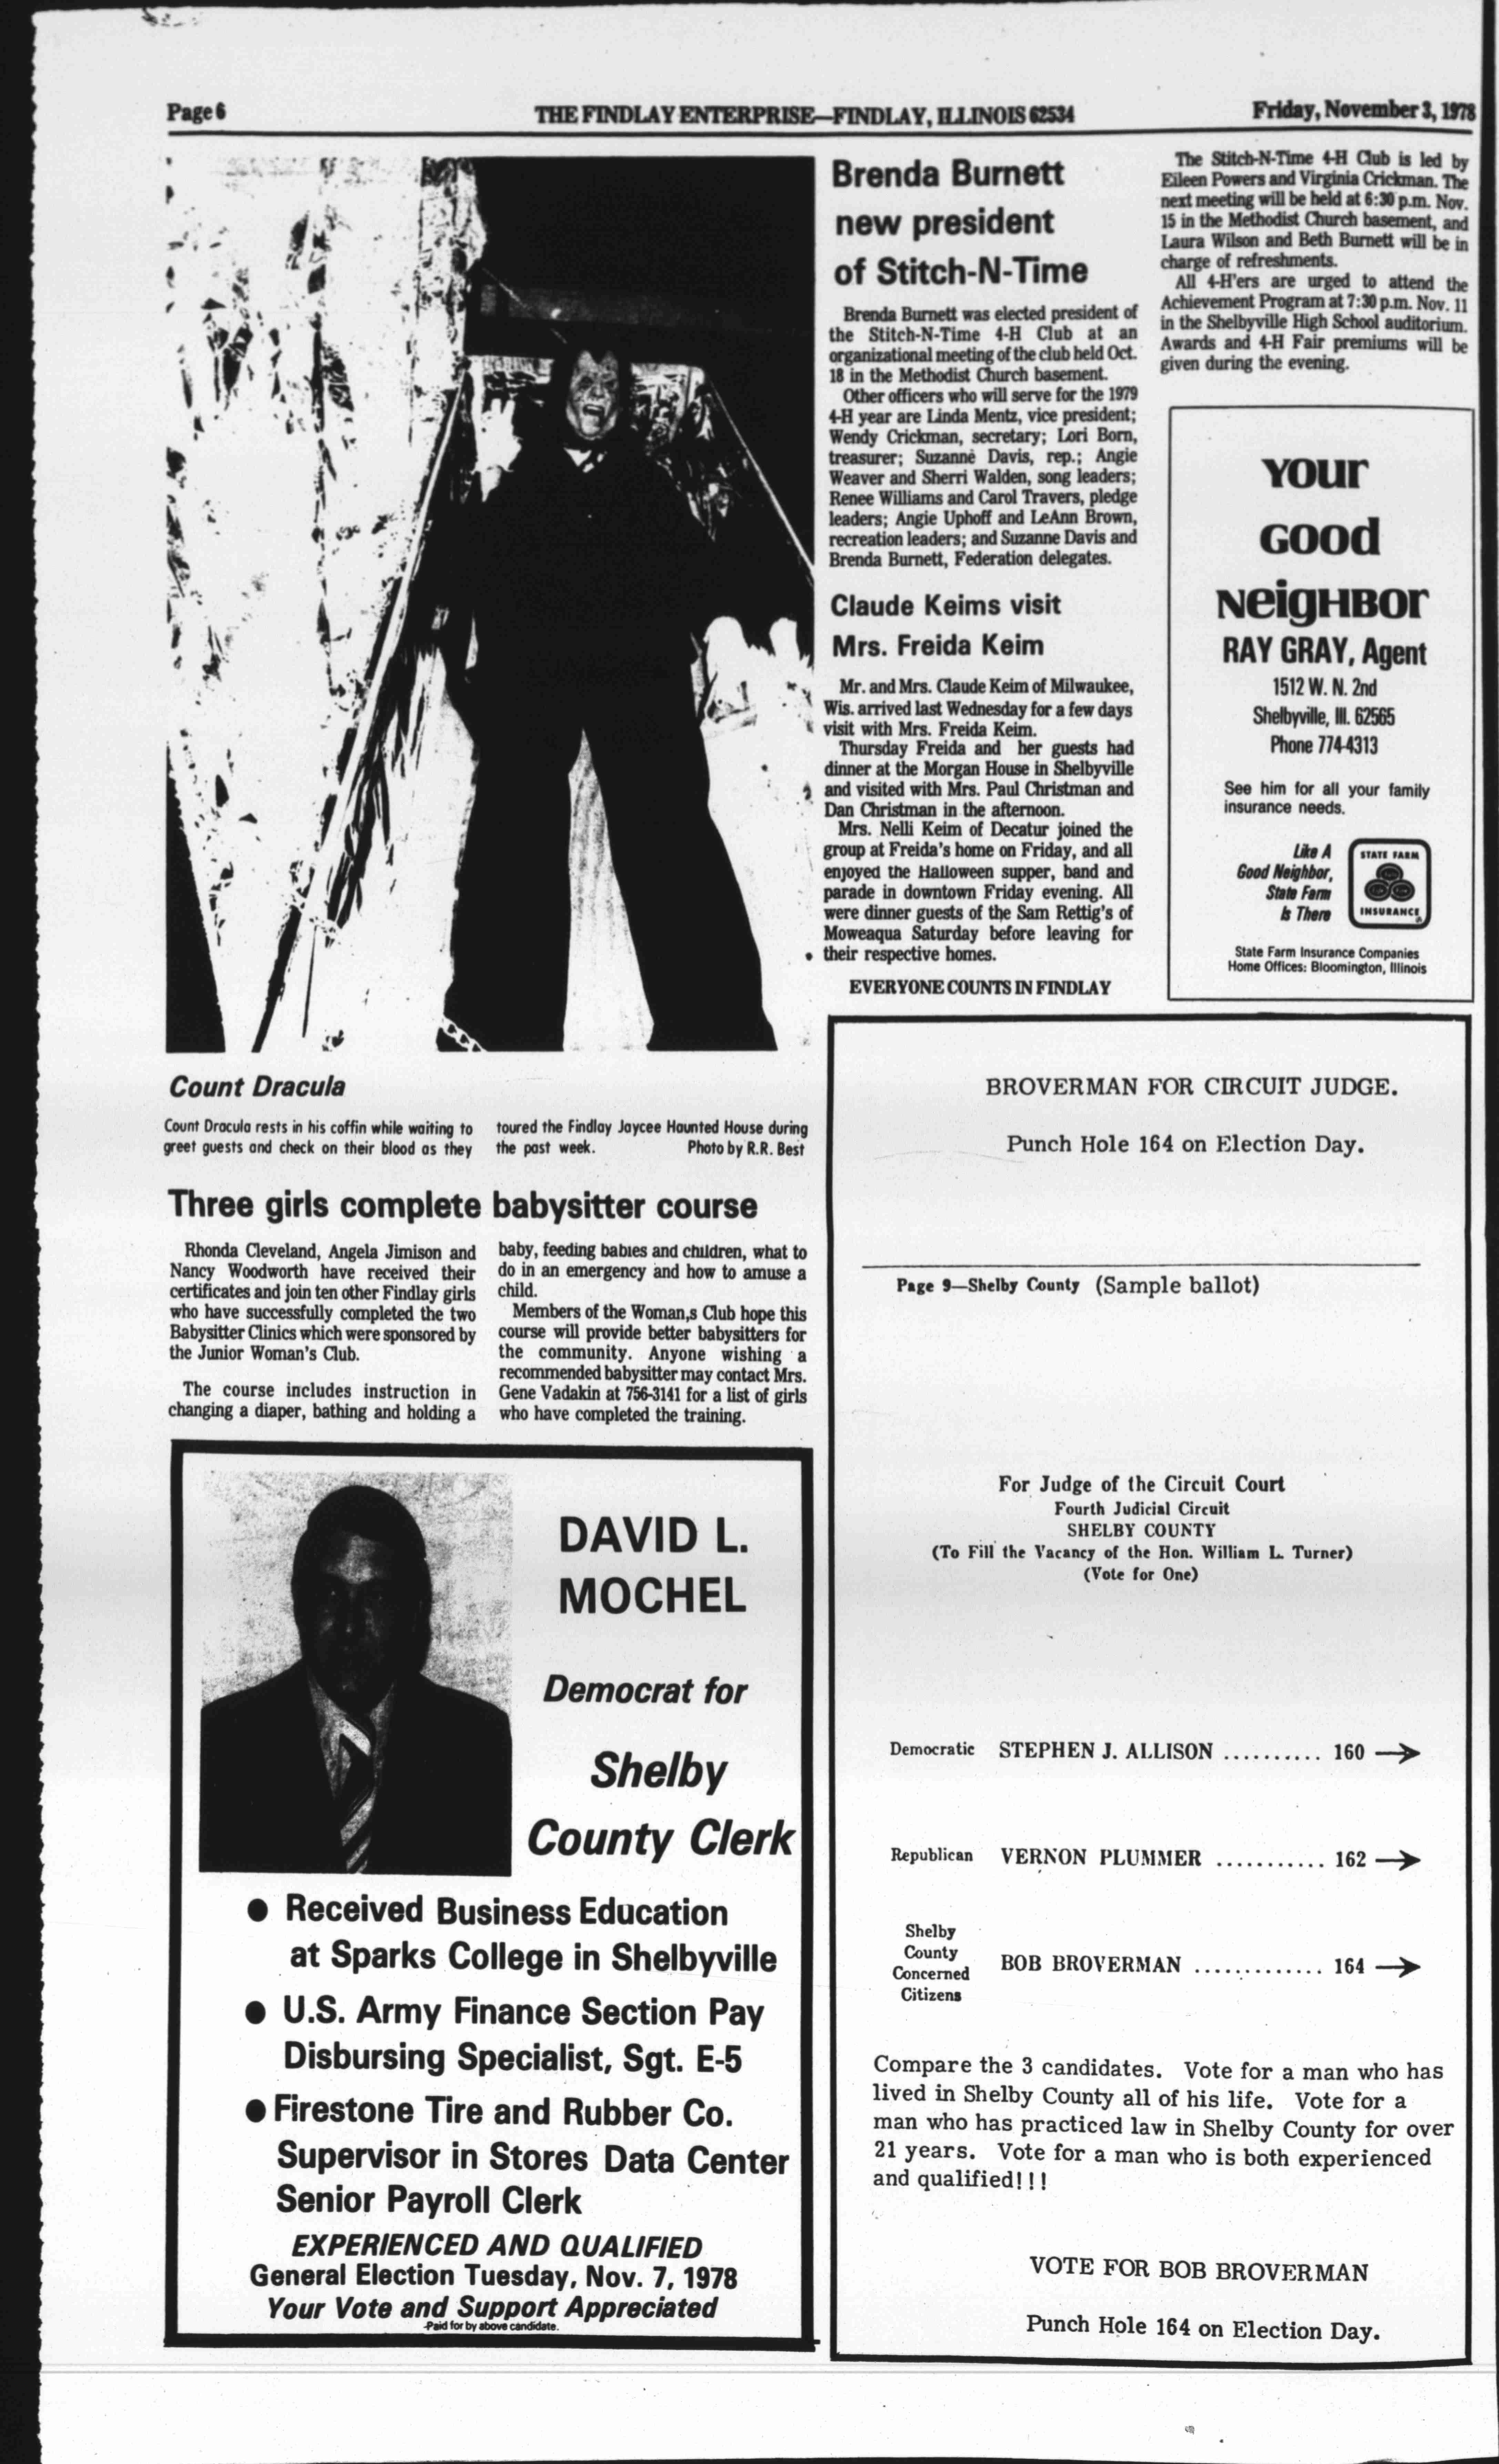 Page 6
THE FINDLAY ENTERPRISE—FINDLAY, ILLINOIS 62534
Friday, November 3, 1978
Count Dracula
Count Dracula rests in his coffin while waiting to
greet guests and check on their blood as they
toured the Findlay Jaycee Haunted House during
the past week. Photo by R.R. Best
Three girls complete babysitter course
Rhonda Cleveland, Angela Jimison and
Nancy Woodworth have received their
certificates and join ten other Findlay girls
who have successfully completed the two
Babysitter Clinics which were sponsored by
the Junior Woman's Club.
The course includes instruction in
changing a diaper, bathing and holding a
baby, feeding babies and children, what to
do in an emergency and how to amuse a
child.
Members of the Woman,s Club hope this
course will provide better babysitters for
the community. Anyone wishing a
recommended babysitter may contact Mrs.
Gene Vadakin at 756-3141 for a list of girls
who have completed the training.
DAVID L.
MOCHEL
Democrat for
Shelby
County Clerk
● Received Business Education
at Sparks College in Shelbyville
● U.S. Army Finance Section Pay
Disbursing Specialist, Sgt. E-5
● Firestone Tire and Rubber Co.
Supervisor in Stores Data Center
Senior Payroll Clerk
EXPERIENCED AND QUALIFIED
General Election Tuesday, Nov. 7, 1978
Your Vote and Support Appreciated
-Paid for by above candidate.
Brenda Burnett
new president
of Stitch-N-Time
Brenda Burnett was elected president of
the Stitch-N-Time 4-H Club at an
organizational meeting of the club held Oct.
18 in the Methodist Church basement.
Other officers who will serve for the 1979
4-H year are Linda Mentz, vice president;
Wendy Crickman, secretary; Lori Born,
treasurer; Suzanne Davis, rep.; Angie
Weaver and Sherri Walden, song leaders;
Renee Williams and Carol Travers, pledge
leaders; Angie Uphoff and LeAnn Brown,
recreation leaders; and Suzanne Davis and
Brenda Burnett, Federation delegates.
Claude Keims visit
Mrs. Freida Keim
Mr. and Mrs. Claude Keim of Milwaukee,
Wis. arrived last Wednesday for a few days
visit with Mrs. Freida Keim.
Thursday Freida and her guests had
dinner at the Morgan House in Shelbyville
and visited with Mrs. Paul Christman and
Dan Christman in the afternoon.
Mrs. Nelli Keim of Decatur joined the
group at Freida's home on Friday, and all
enjoyed the Halloween supper, band and
parade in downtown Friday evening. All
were dinner guests of the Sam Rettig's of
Moweaqua Saturday before leaving for
their respective homes.
EVERYONE COUNTS IN FINDLAY
The Stitch-N-Time 4-H Club is led by
Eileen Powers and Virginia Crickman. The
next meeting will be held at 6:30 p.m. Nov.
15 in the Methodist Church basement, and
Laura Wilson and Beth Burnett will be in
charge of refreshments.
All 4-H'ers are urged to attend the
Achievement Program at 7:30 p.m. Nov. 11
in the Shelbyville High School auditorium.
Awards and 4-H Fair premiums will be
given during the evening.
YOUr
GOOd
NeigHBOr
RAY GRAY, Agent
1512 W. N. 2nd
Shelbyville, Ill. 62565
Phone 774-4313
See him for all your family
insurance needs.
Like A
Good Neighbor,
State Farm
Is There
STATE FARM
INSURANCE
State Farm Insurance Companies
Home Offices: Bloomington, Illinois
BROVERMAN FOR CIRCUIT JUDGE.
Punch Hole 164 on Election Day.
Page 9—Shelby County (Sample ballot)
For Judge of the Circuit Court
Fourth Judicial Circuit
SHELBY COUNTY
(To Fill the Vacancy of the Hon. William L. Turner)
(Vote for One)
Democratic STEPHEN J. ALLISON .......... 160 →
Republican VERNON PLUMMER ........... 162 →
Shelby
County
Concerned
Citizens
BOB BROVERMAN ............. 164 →
Compare the 3 candidates. Vote for a man who has
lived in Shelby County all of his life. Vote for a
man who has practiced law in Shelby County for over
21 years. Vote for a man who is both experienced
and qualified!!!
VOTE FOR BOB BROVERMAN
Punch Hole 164 on Election Day.